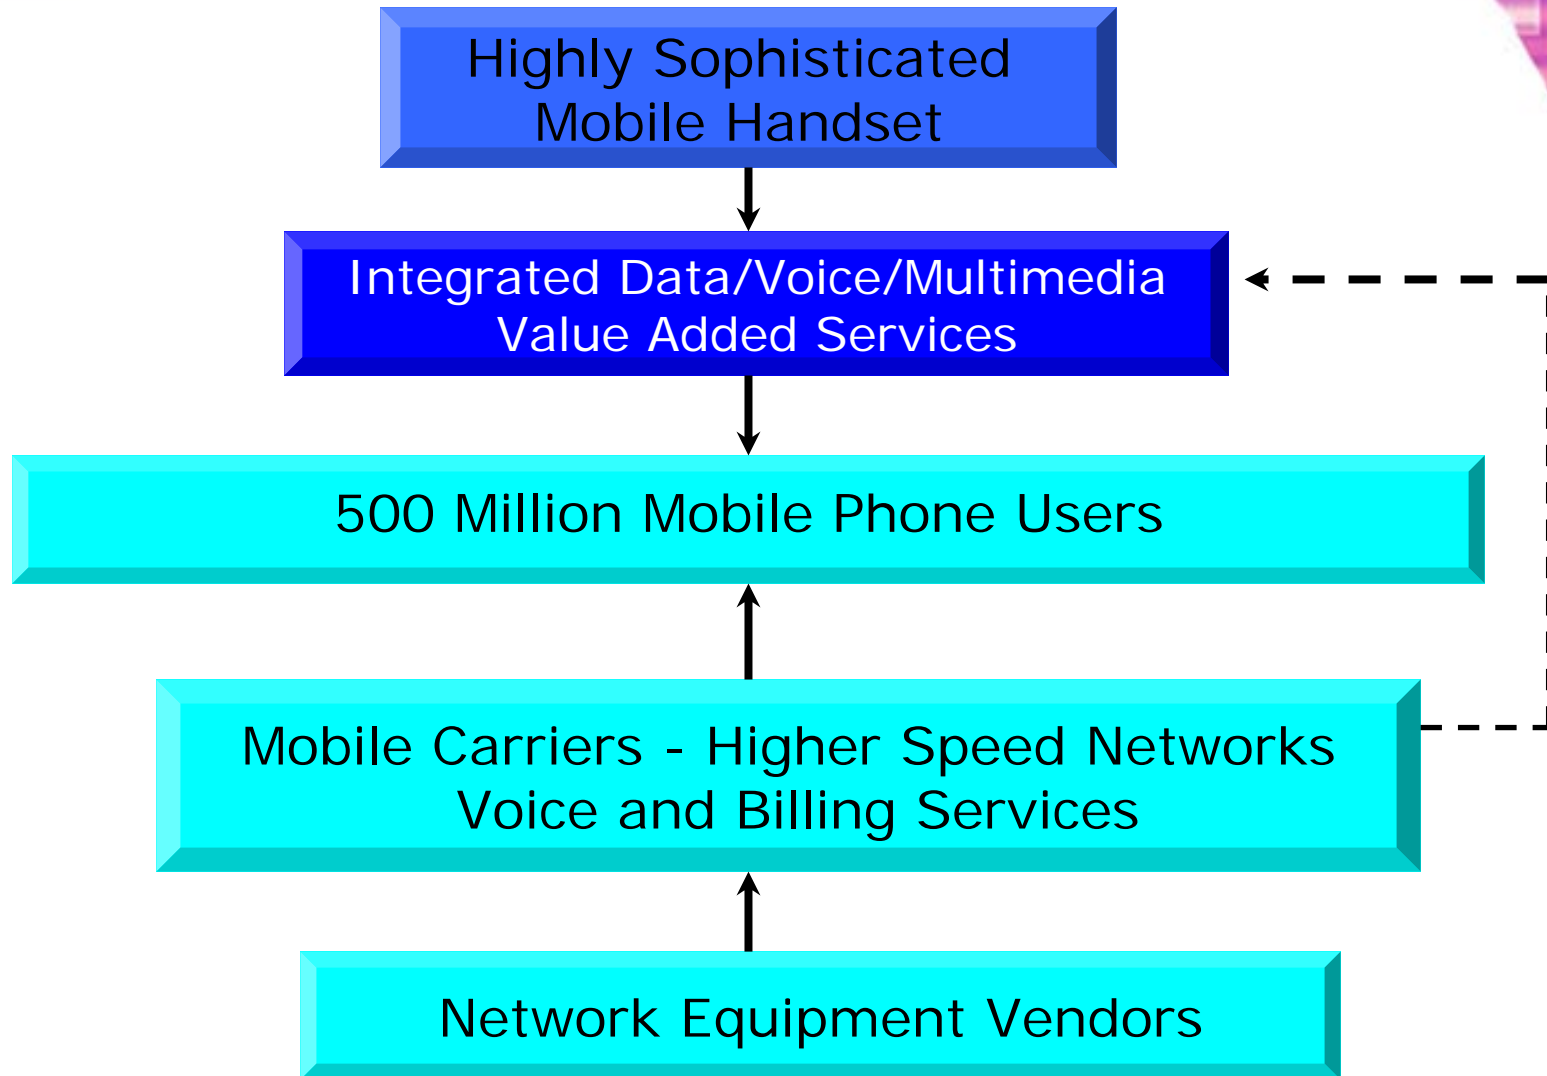 Highly Sophisticated
Mobile Handset
Integrated Data/Voice/Multimedia
Value Added Services
500 Million Mobile Phone Users
Mobile Carriers - Higher Speed Networks
Voice and Billing Services
Network Equipment Vendors